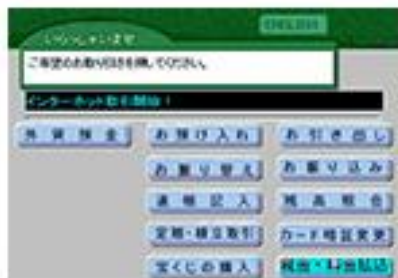 ENGLISH
いらっしゃいませ
ご希望のお取り引きを押してください。
インターネット取引開始！
外貨預金 お預け入れ お引き出し
お振り替え お振り込み
通帳記入 残高照会
定期・積立取引 カード暗証変更
宝くじの購入